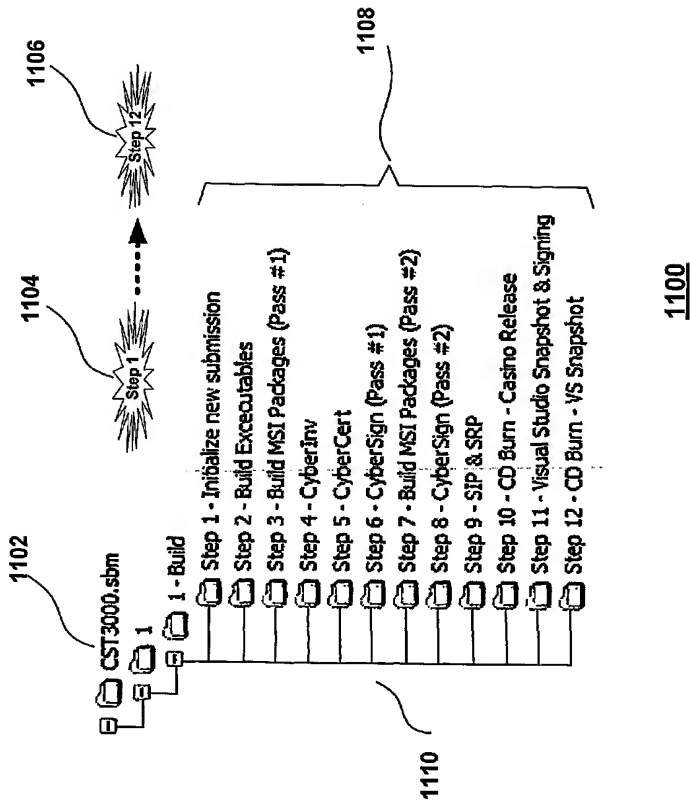 1102
CST3000.sbm
1
1 - Build
1104
Step 1
1106
Step 12
Step 1 - Initialize new submission
Step 2 - Build Excecutables
Step 3 - Build MSI Packages (Pass #1)
Step 4 - CyberInv
Step 5 - CyberCert
Step 6 - CyberSign (Pass #1)
Step 7 - Build MSI Packages (Pass #2)
Step 8 - CyberSign (Pass #2)
Step 9 - SIP & SRP
Step 10 - CD Burn - Casino Release
Step 11 - Visual Studio Snapshot & Signing
Step 12 - CD Burn - VS Snapshot
1108
1110
1100